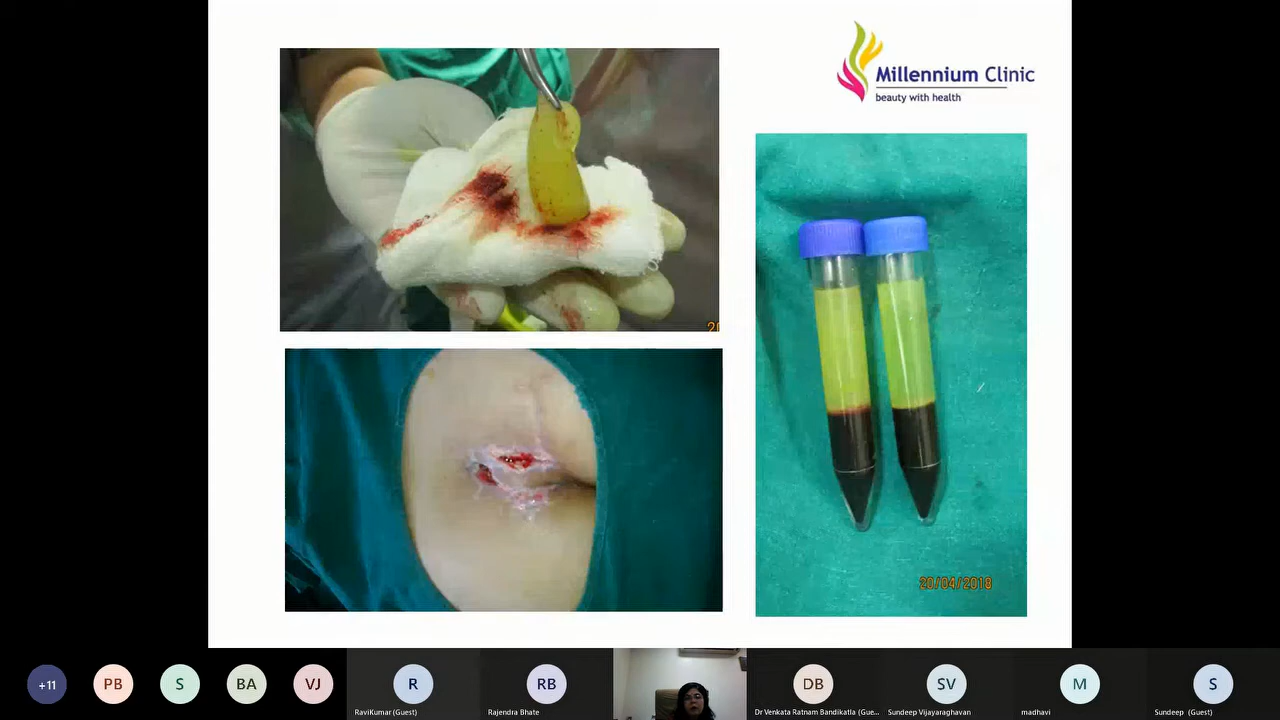 Millennium Clinic
beauty with health
20/04/2018
+11
PB
S
BA
VJ
R
RB
DB
SV
M
S
RaviKumar (Guest)
Rajendra Bhate
Dr Venkata Ratnam Bandikatla (Gue...
Sundeep Vijayaraghavan
madhavi
Sundeep (Guest)